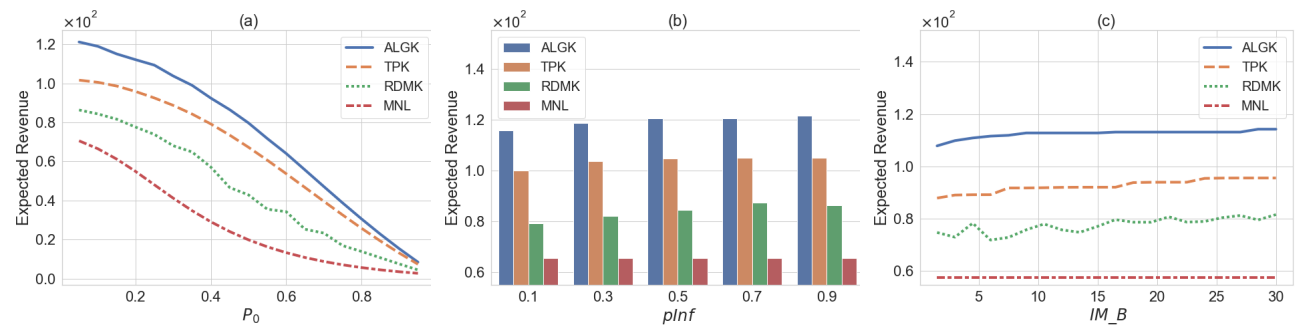 ×10²
(a)
Expected Revenue
1.2
1.0
0.8
0.6
0.4
0.2
0.0
ALGK
TPK
RDMK
MNL
0.2 0.4 0.6 0.8
P₀
×10²
(b)
Expected Revenue
1.4
1.2
1.0
0.8
0.6
ALGK
TPK
RDMK
MNL
0.1 0.3 0.5 0.7 0.9
pInf
×10²
(c)
Expected Revenue
1.4
1.2
1.0
0.8
0.6
ALGK
TPK
RDMK
MNL
5 10 15 20 25 30
IM_B